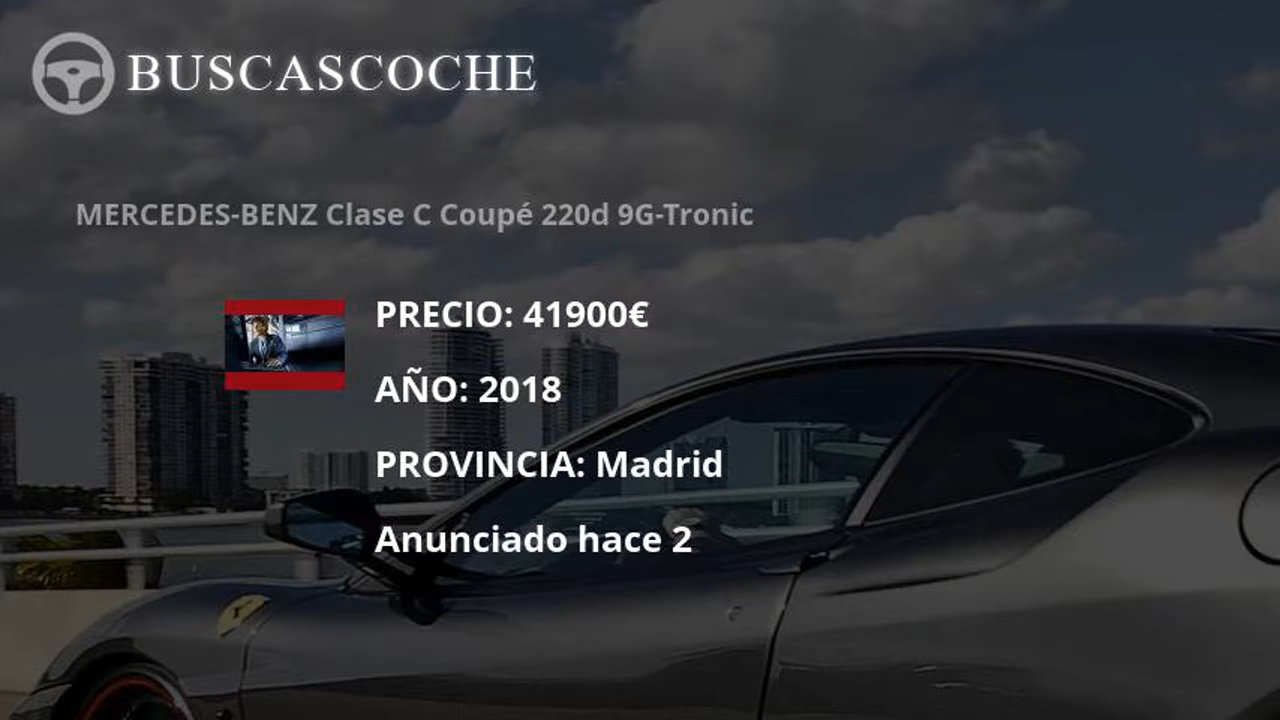 BUSCASCOCHE
MERCEDES-BENZ Clase C Coupé 220d 9G-Tronic
PRECIO: 41900€
AÑO: 2018
PROVINCIA: Madrid
Anunciado hace 2